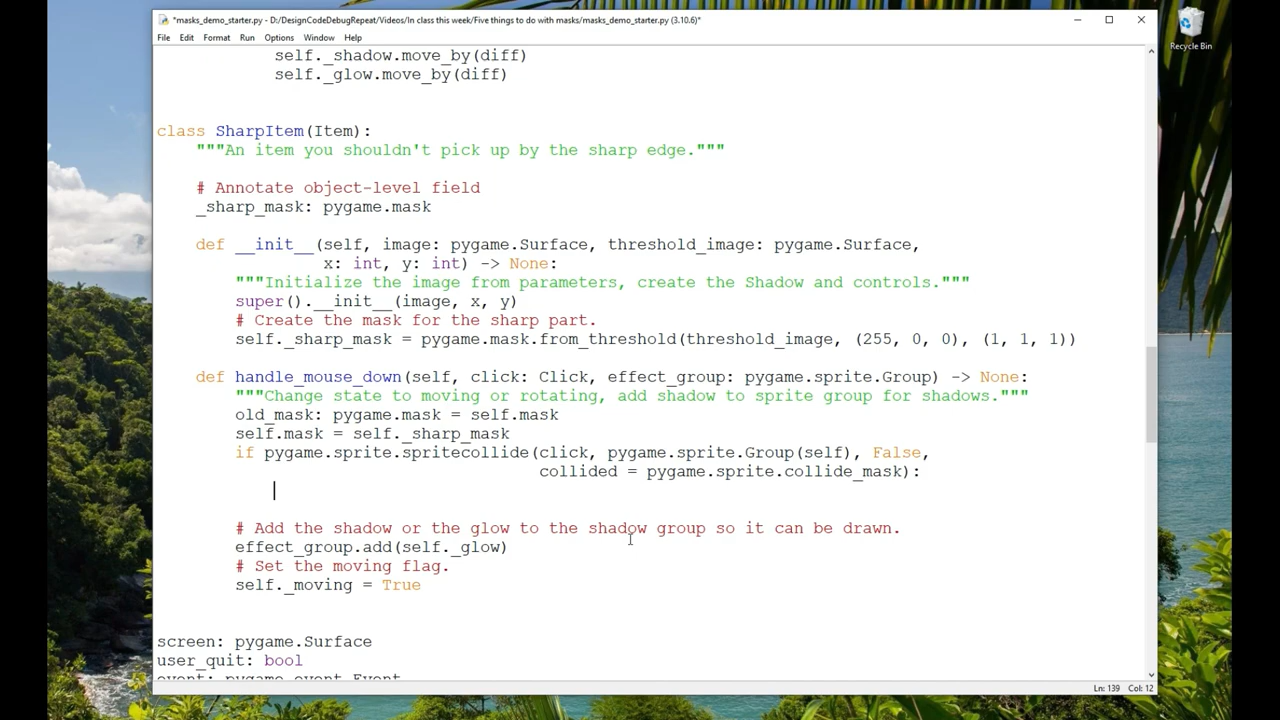 *masks_demo_starter.py - D:/DesignCodeDebugRepeat/Videos/In class this week/Five things to do with masks/masks_demo_starter.py (3.10.6)*
File Edit Format Run Options Window Help
Recycle Bin
self._shadow.move_by(diff)
self._glow.move_by(diff)
class SharpItem(Item):
"""An item you shouldn't pick up by the sharp edge."""
# Annotate object-level field
_sharp_mask: pygame.mask
def __init__(self, image: pygame.Surface, threshold_image: pygame.Surface,
x: int, y: int) -> None:
"""Initialize the image from parameters, create the Shadow and controls."""
super().__init__(image, x, y)
# Create the mask for the sharp part.
self._sharp_mask = pygame.mask.from_threshold(threshold_image, (255, 0, 0), (1, 1, 1))
def handle_mouse_down(self, click: Click, effect_group: pygame.sprite.Group) -> None:
"""Change state to moving or rotating, add shadow to sprite group for shadows."""
old_mask: pygame.mask = self.mask
self.mask = self._sharp_mask
if pygame.sprite.spritecollide(click, pygame.sprite.Group(self), False,
collided = pygame.sprite.collide_mask):
# Add the shadow or the glow to the shadow group so it can be drawn.
effect_group.add(self._glow)
# Set the moving flag.
self._moving = True
screen: pygame.Surface
user_quit: bool
event: pygame.event.Event
Ln: 139 Col: 12